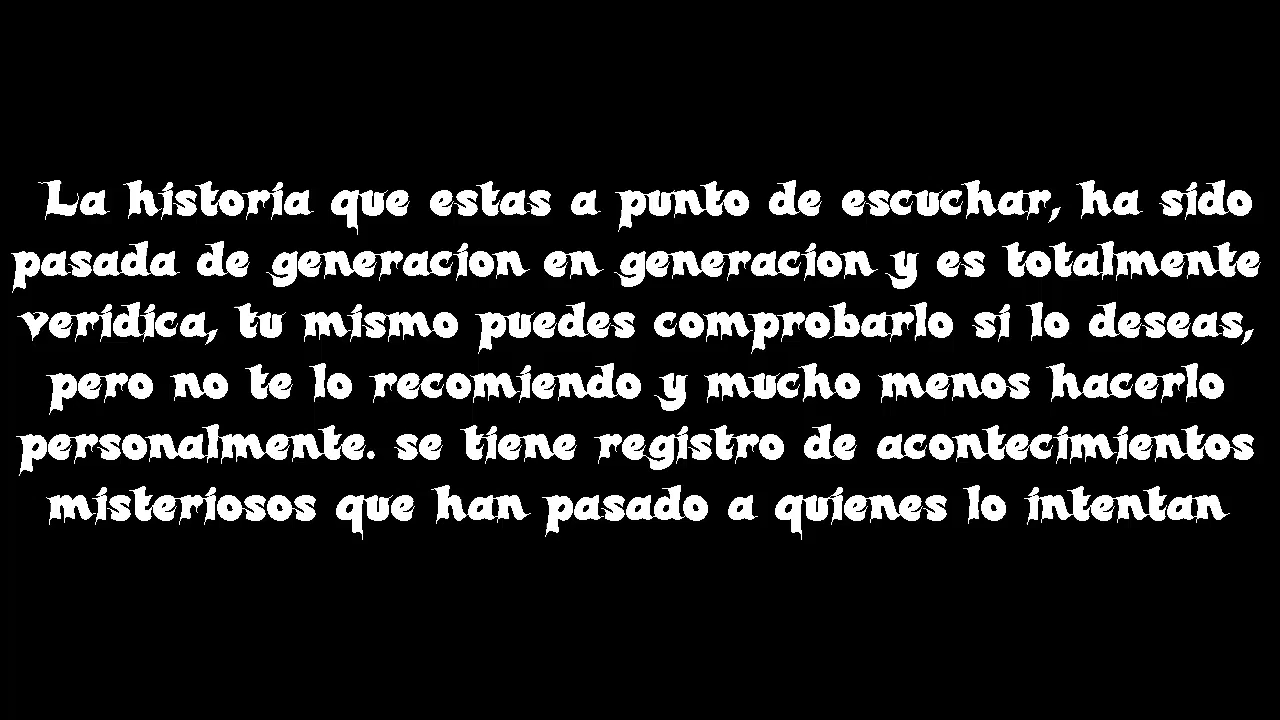 La historia que estas a punto de escuchar, ha sido
pasada de generacion en generacion y es totalmente
veridica, tu mismo puedes comprobarlo si lo deseas,
pero no te lo recomiendo y mucho menos hacerlo
personalmente. se tiene registro de acontecimientos
misteriosos que han pasado a quienes lo intentan